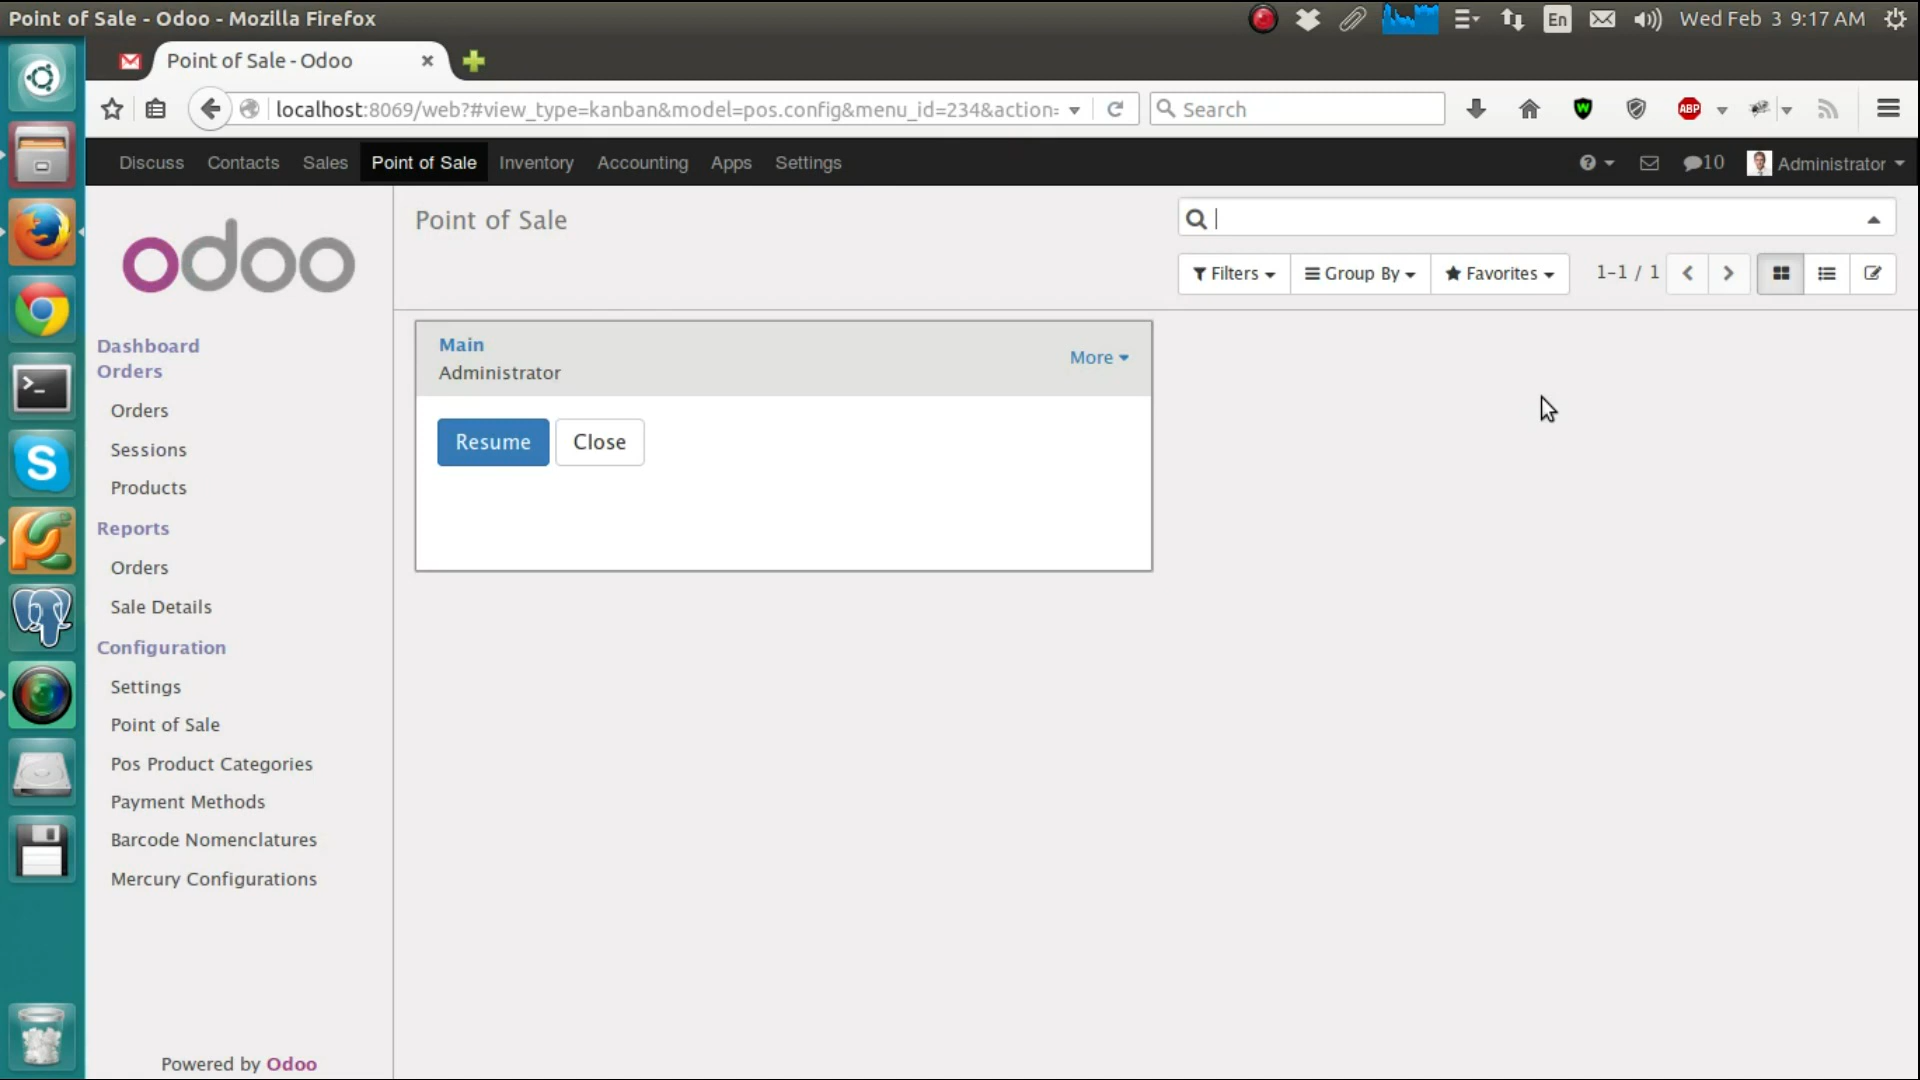 Point of Sale - Odoo - Mozilla Firefox
En
Wed Feb 3 9:17 AM
Point of Sale - Odoo
localhost:8069/web?#view_type=kanban&model=pos.config&menu_id=234&action=
Search
ABP
Discuss Contacts Sales Point of Sale Inventory Accounting Apps Settings
10 Administrator
odoo
Point of Sale
Filters Group By Favorites 1-1 / 1
Dashboard
Orders
Orders
Sessions
Products
Reports
Orders
Sale Details
Configuration
Settings
Point of Sale
Pos Product Categories
Payment Methods
Barcode Nomenclatures
Mercury Configurations
Powered by Odoo
Main
Administrator
More
Resume Close